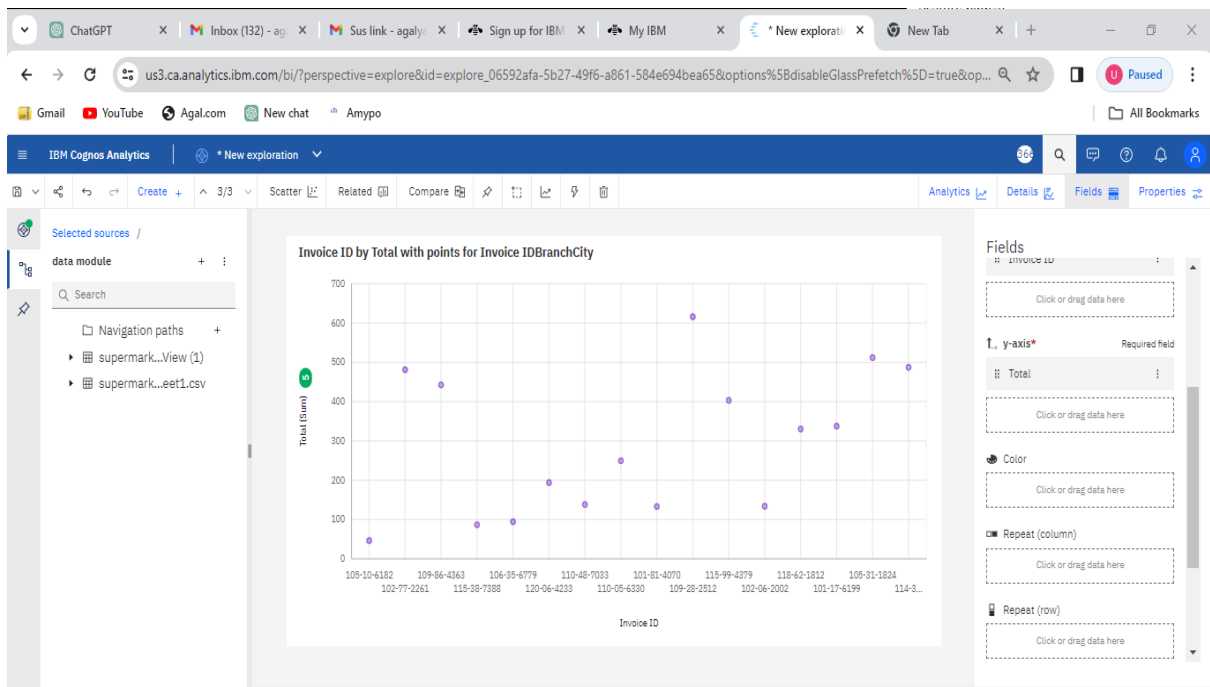 ChatGPT
Inbox (132) - ag
Sus link - agalya
Sign up for IBM
My IBM
* New exploratio
New Tab
us3.ca.analytics.ibm.com/bi/?perspective=explore&id=explore_06592afa-5b27-49f6-a861-584e694bea65&options%5BdisableGlassPrefetch%5D=true&op...
U Paused
Gmail YouTube Agal.com New chat Amypo
All Bookmarks
IBM Cognos Analytics * New exploration
366
Create + 3/3 Scatter Related Compare
Analytics Details Fields Properties
Selected sources /
data module
Search
Navigation paths
supermark...View (1)
supermark...eet1.csv
Invoice ID by Total with points for Invoice IDBranchCity
700
600
500
400
300
200
100
0
Total (Sum)
105-10-6182 109-86-4363 106-35-6779 110-48-7033 101-81-4070 115-99-4379 118-62-1812 105-31-1824
102-77-2261 115-38-7388 120-06-4233 110-05-6330 109-28-2512 102-06-2002 101-17-6199 114-3...
Invoice ID
Fields
Invoice ID
Click or drag data here
y-axis* Required field
Total
Click or drag data here
Color
Click or drag data here
Repeat (column)
Click or drag data here
Repeat (row)
Click or drag data here